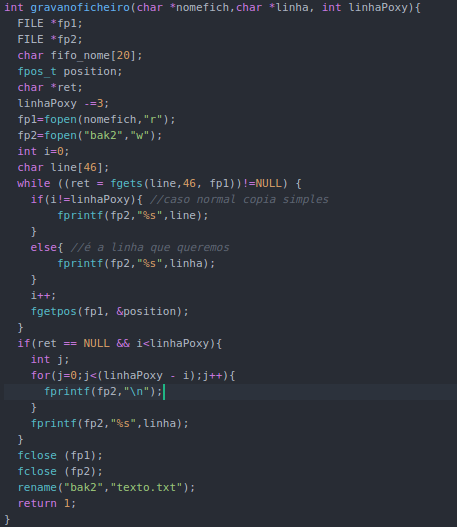 int gravanoficheiro(char *nomefich,char *linha, int linhaPoxy){
FILE *fp1;
FILE *fp2;
char fifo_nome[20];
fpos_t position;
char *ret;
linhaPoxy -=3;
fp1=fopen(nomefich,"r");
fp2=fopen("bak2","w");
int i=0;
char line[46];
while ((ret = fgets(line,46, fp1))!=NULL) {
if(i!=linhaPoxy){ //caso normal copia simples
fprintf(fp2,"%s",line);
}
else{ //é a linha que queremos
fprintf(fp2,"%s",linha);
}
i++;
fgetpos(fp1, &position);
}
if(ret == NULL && i<linhaPoxy){
int j;
for(j=0;j<(linhaPoxy - i);j++){
fprintf(fp2,"\n");
}
fprintf(fp2,"%s",linha);
}
fclose (fp1);
fclose (fp2);
rename("bak2","texto.txt");
return 1;
}